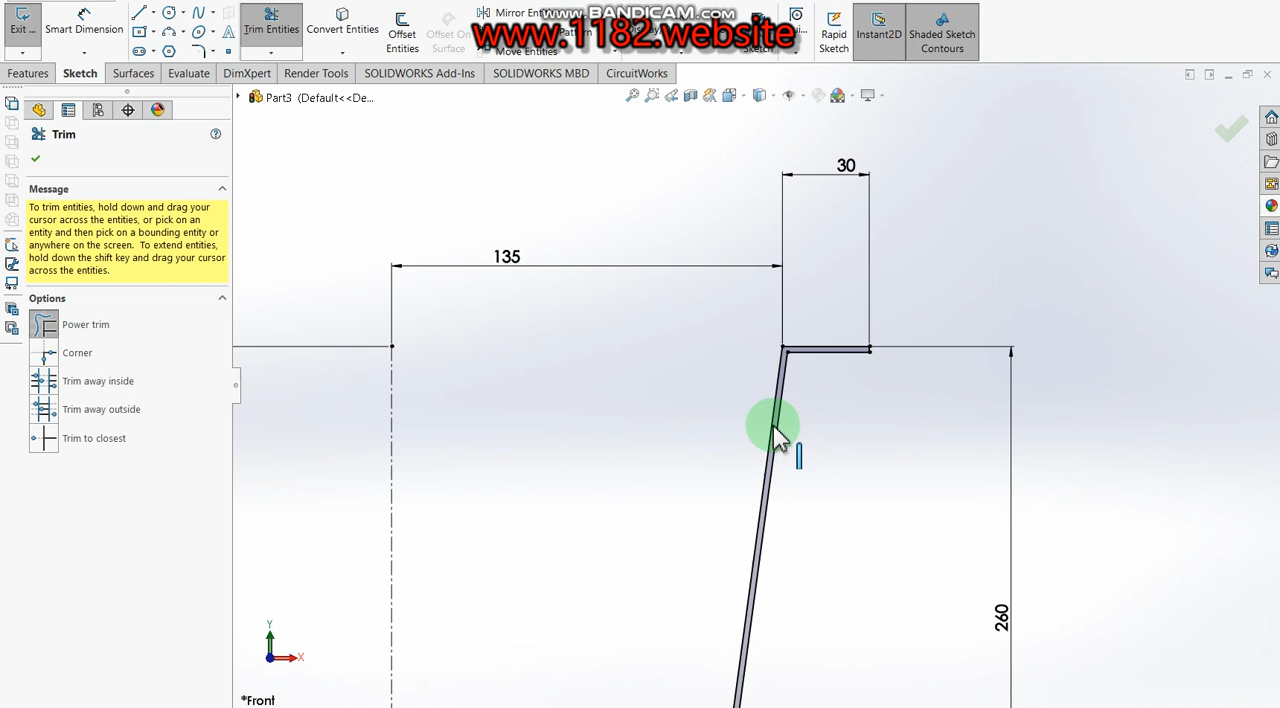 www.BANDICAM.com
www.1182.website
Exit ...
Smart Dimension
Trim Entities
Convert Entities
Offset
Entities
Offset On
Surface
Mirror Entities
Move Entities
Rapid
Sketch
Instant2D
Shaded Sketch
Contours
Features
Sketch
Surfaces
Evaluate
DimXpert
Render Tools
SOLIDWORKS Add-Ins
SOLIDWORKS MBD
CircuitWorks
Part3 (Default<<De...
Trim
Message
To trim entities, hold down and drag your
cursor across the entities, or pick on an
entity and then pick on a bounding entity or
anywhere on the screen. To extend entities,
hold down the shift key and drag your cursor
across the entities.
Options
Power trim
Corner
Trim away inside
Trim away outside
Trim to closest
30
135
260
Y
X
*Front